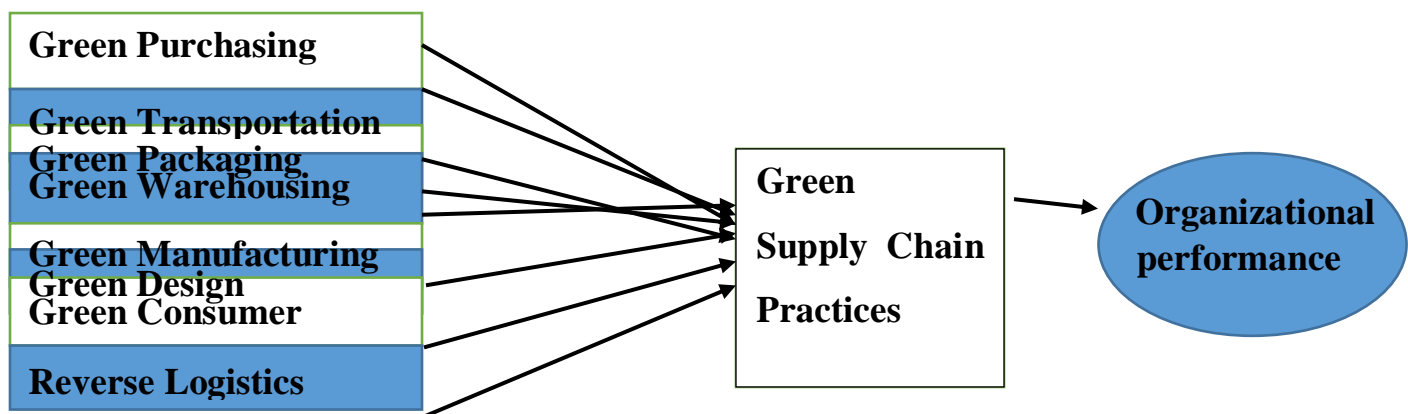 Green Purchasing
Green Transportation
Green Packaging
Green Warehousing
Green Manufacturing
Green Design
Green Consumer
Reverse Logistics
Green
Supply Chain
Practices
Organizational
performance